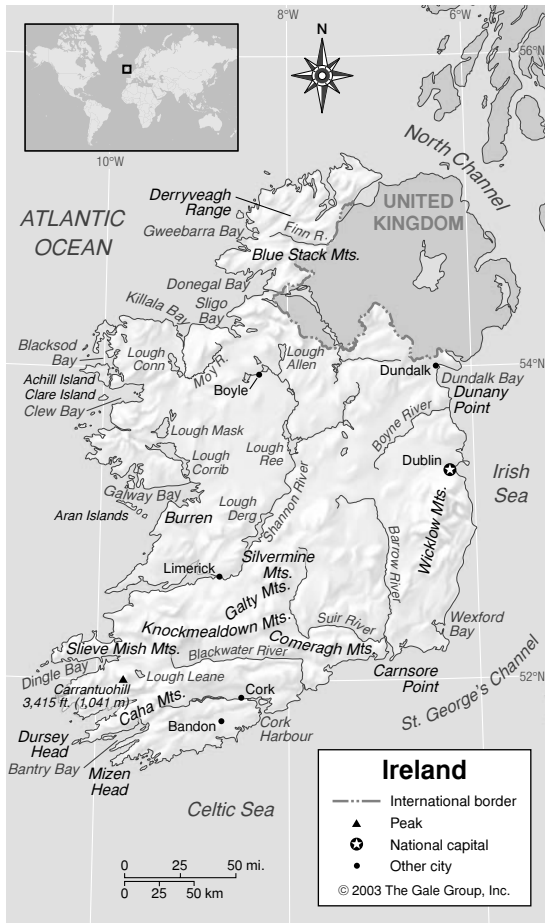 8°W
6°W
N
56°N
10°W
North Channel
Derryveagh
Range
ATLANTIC
OCEAN
UNITED
KINGDOM
Gweebarra Bay
Finn R.
Blue Stack Mts.
Donegal Bay
Killala Bay
Sligo
Bay
Blacksod
Bay
Lough
Conn
Moy R.
Lough
Allen
54°N
Dundalk
Dundalk Bay
Achill Island
Clare Island
Boyle
Dunany
Point
Clew Bay
Boyne River
Lough Mask
Lough
Corrib
Lough
Ree
Dublin
Irish
Sea
Galway Bay
Aran Islands
Burren
Lough
Derg
Shannon River
Wicklow Mts.
Barrow River
Limerick
Silvermine
Mts.
Galty Mts.
Knockmealdown Mts.
Suir River
Wexford
Bay
Slieve Mish Mts.
Blackwater River
Comeragh Mts.
Dingle Bay
Lough Leane
Carnsore
Point
52°N
St. George's Channel
Carrantuohill
3,415 ft. (1,041 m)
Caha Mts.
Cork
Bandon
Cork
Harbour
Dursey
Head
Bantry Bay
Mizen
Head
Celtic Sea
Ireland
International border
Peak
National capital
Other city
© 2003 The Gale Group, Inc.
0 25 50 mi.
0 25 50 km